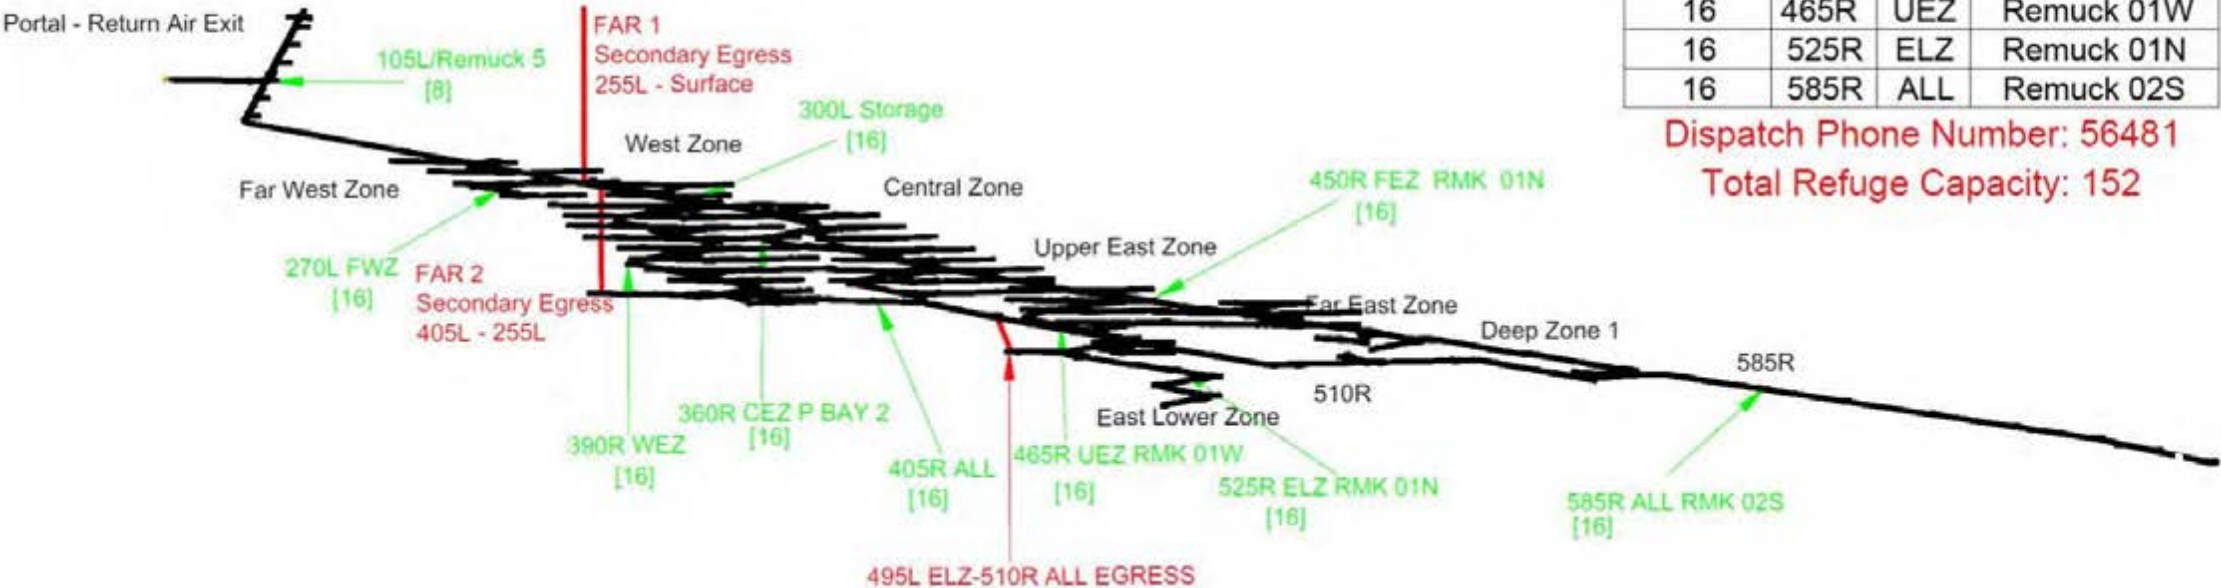 Portal - Return Air Exit
105L/Remuck 5
[8]
FAR 1
Secondary Egress
255L - Surface
16 465R UEZ Remuck 01W
16 525R ELZ Remuck 01N
16 585R ALL Remuck 02S
Dispatch Phone Number: 56481
Total Refuge Capacity: 152
300L Storage
[16]
West Zone
Far West Zone
Central Zone
450R FEZ RMK 01N
[16]
Upper East Zone
270L FWZ
[16]
FAR 2
Secondary Egress
405L - 255L
Far East Zone
Deep Zone 1
585R
510R
East Lower Zone
360R CEZ P BAY 2
[16]
390R WEZ
[16]
405R ALL
[16]
465R UEZ RMK 01W
[16]
525R ELZ RMK 01N
[16]
585R ALL RMK 02S
[16]
495L ELZ-510R ALL EGRESS